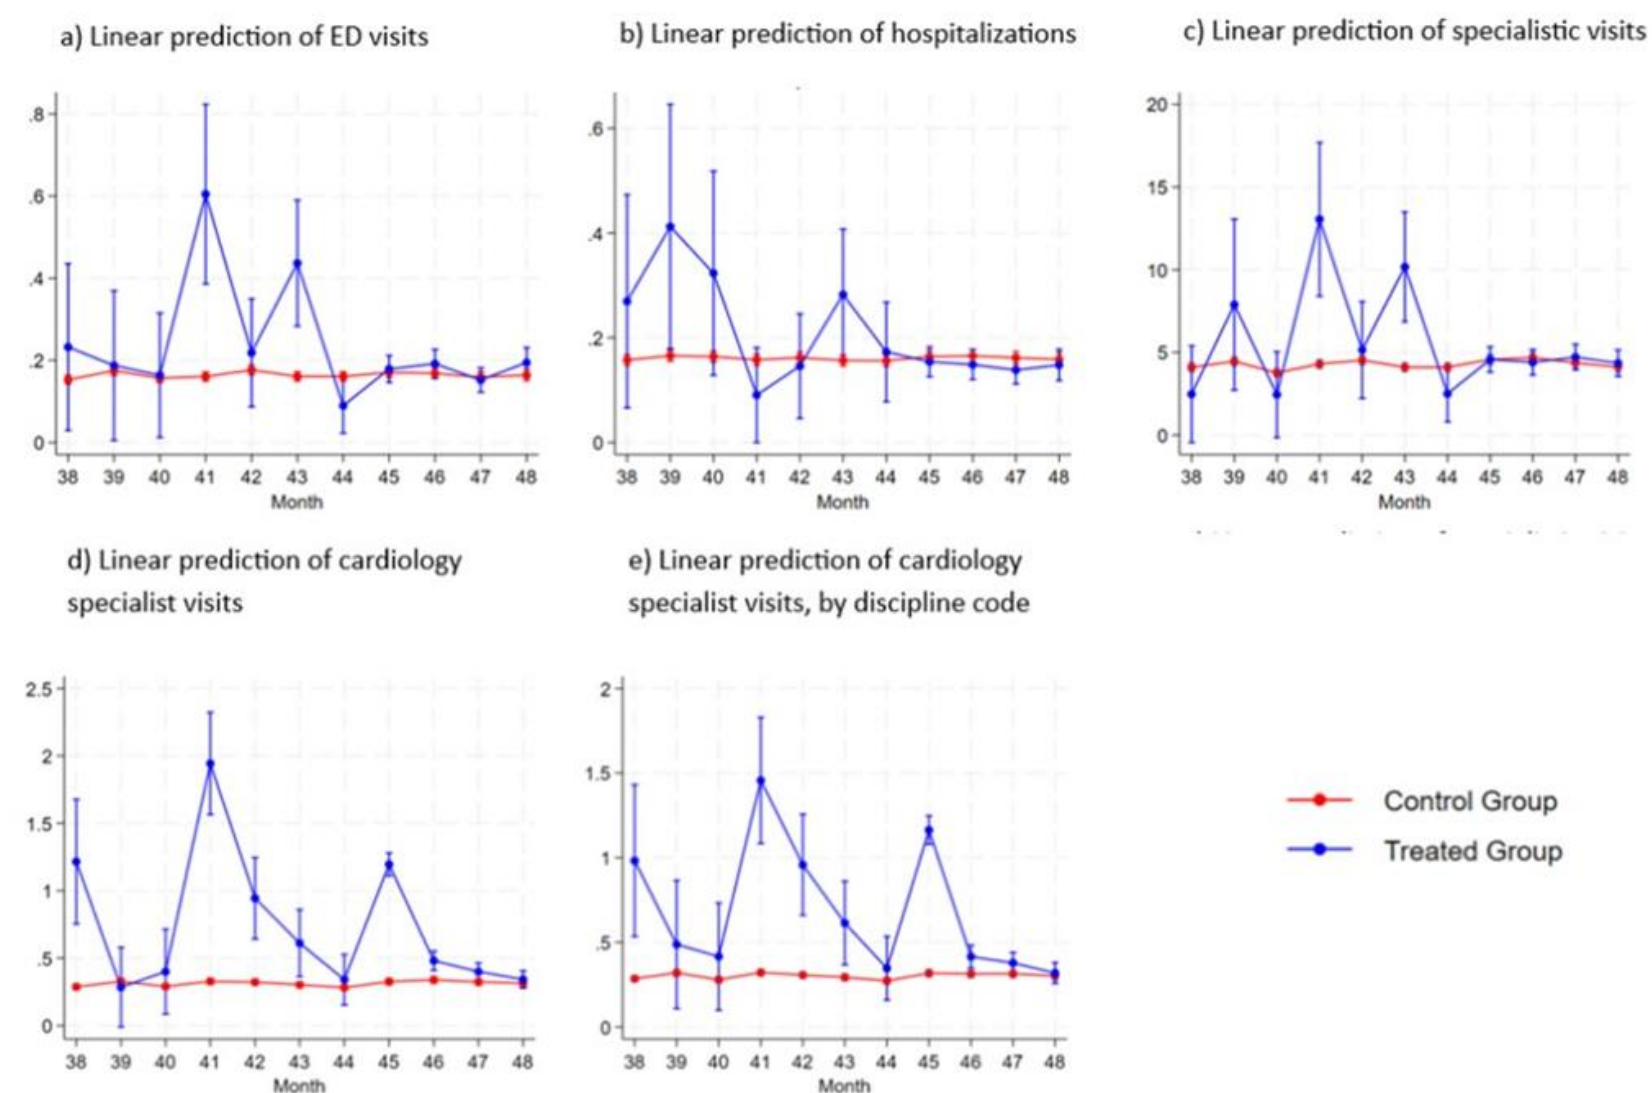 a) Linear prediction of ED visits
b) Linear prediction of hospitalizations
c) Linear prediction of specialistic visits
.8
.6
.4
.2
0
38 39 40 41 42 43 44 45 46 47 48
Month
.6
.4
.2
0
38 39 40 41 42 43 44 45 46 47 48
Month
20
15
10
5
0
38 39 40 41 42 43 44 45 46 47 48
Month
d) Linear prediction of cardiology
specialist visits
e) Linear prediction of cardiology
specialist visits, by discipline code
2.5
2
1.5
1
.5
0
38 39 40 41 42 43 44 45 46 47 48
Month
2
1.5
1
.5
0
38 39 40 41 42 43 44 45 46 47 48
Month
Control Group
Treated Group